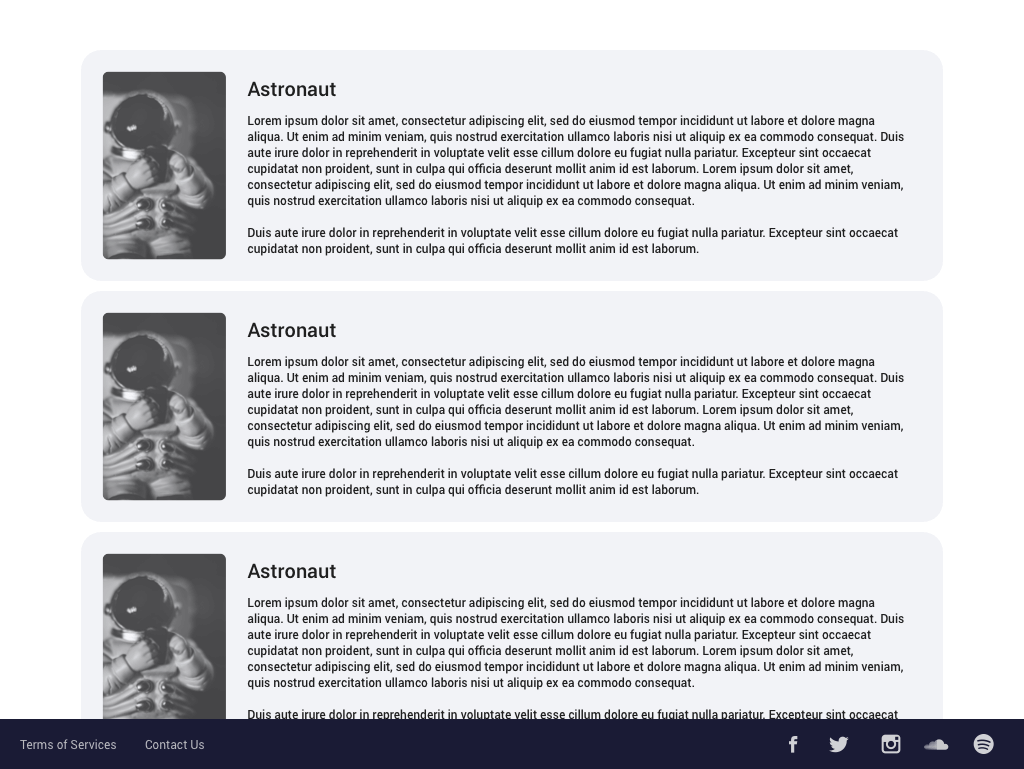 Astronaut
Lorem ipsum dolor sit amet, consectetur adipiscing elit, sed do eiusmod tempor incididunt ut labore et dolore magna
aliqua. Ut enim ad minim veniam, quis nostrud exercitation ullamco laboris nisi ut aliquip ex ea commodo consequat. Duis
aute irure dolor in reprehenderit in voluptate velit esse cillum dolore eu fugiat nulla pariatur. Excepteur sint occaecat
cupidatat non proident, sunt in culpa qui officia deserunt mollit anim id est laborum. Lorem ipsum dolor sit amet,
consectetur adipiscing elit, sed do eiusmod tempor incididunt ut labore et dolore magna aliqua. Ut enim ad minim veniam,
quis nostrud exercitation ullamco laboris nisi ut aliquip ex ea commodo consequat.
Duis aute irure dolor in reprehenderit in voluptate velit esse cillum dolore eu fugiat nulla pariatur. Excepteur sint occaecat
cupidatat non proident, sunt in culpa qui officia deserunt mollit anim id est laborum.
Astronaut
Lorem ipsum dolor sit amet, consectetur adipiscing elit, sed do eiusmod tempor incididunt ut labore et dolore magna
aliqua. Ut enim ad minim veniam, quis nostrud exercitation ullamco laboris nisi ut aliquip ex ea commodo consequat. Duis
aute irure dolor in reprehenderit in voluptate velit esse cillum dolore eu fugiat nulla pariatur. Excepteur sint occaecat
cupidatat non proident, sunt in culpa qui officia deserunt mollit anim id est laborum. Lorem ipsum dolor sit amet,
consectetur adipiscing elit, sed do eiusmod tempor incididunt ut labore et dolore magna aliqua. Ut enim ad minim veniam,
quis nostrud exercitation ullamco laboris nisi ut aliquip ex ea commodo consequat.
Duis aute irure dolor in reprehenderit in voluptate velit esse cillum dolore eu fugiat nulla pariatur. Excepteur sint occaecat
cupidatat non proident, sunt in culpa qui officia deserunt mollit anim id est laborum.
Astronaut
Lorem ipsum dolor sit amet, consectetur adipiscing elit, sed do eiusmod tempor incididunt ut labore et dolore magna
aliqua. Ut enim ad minim veniam, quis nostrud exercitation ullamco laboris nisi ut aliquip ex ea commodo consequat. Duis
aute irure dolor in reprehenderit in voluptate velit esse cillum dolore eu fugiat nulla pariatur. Excepteur sint occaecat
cupidatat non proident, sunt in culpa qui officia deserunt mollit anim id est laborum. Lorem ipsum dolor sit amet,
consectetur adipiscing elit, sed do eiusmod tempor incididunt ut labore et dolore magna aliqua. Ut enim ad minim veniam,
quis nostrud exercitation ullamco laboris nisi ut aliquip ex ea commodo consequat.
Duis aute irure dolor in reprehenderit in voluptate velit esse cillum dolore eu fugiat nulla pariatur. Excepteur sint occaecat
Terms of Services Contact Us